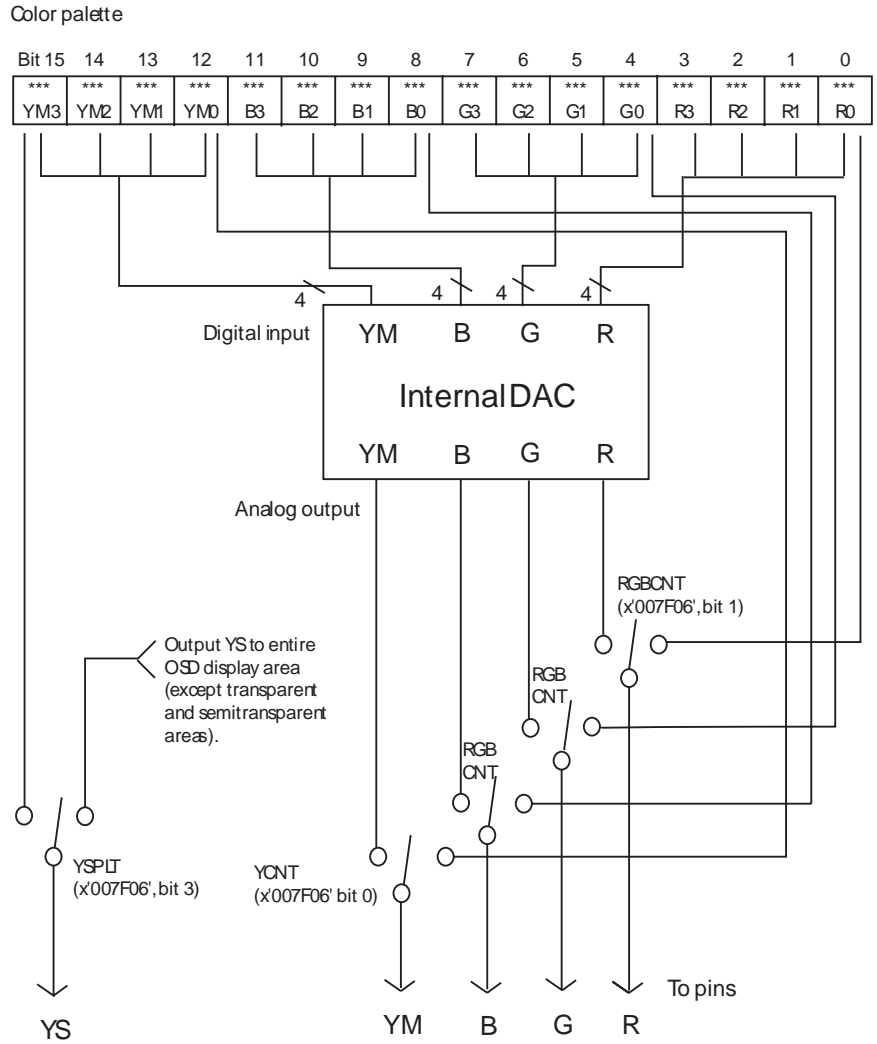 Color palette
Bit 15 14 13 12 11 10 9 8 7 6 5 4 3 2 1 0
*** *** *** *** *** *** *** *** *** *** *** *** *** *** *** ***
YM3 YM2 YM1 YM0 B3 B2 B1 B0 G3 G2 G1 G0 R3 R2 R1 R0
4 4 4 4
Digital input YM B G R
Internal DAC
YM B G R
Analog output
RGBCNT
(x'007F06', bit 1)
Output YS to entire
OSD display area
(except transparent
and semitransparent
areas).
RGB
CNT
RGB
CNT
YSPLT
(x'007F06', bit 3)
YCNT
(x'007F06' bit 0)
To pins
YS YM B G R